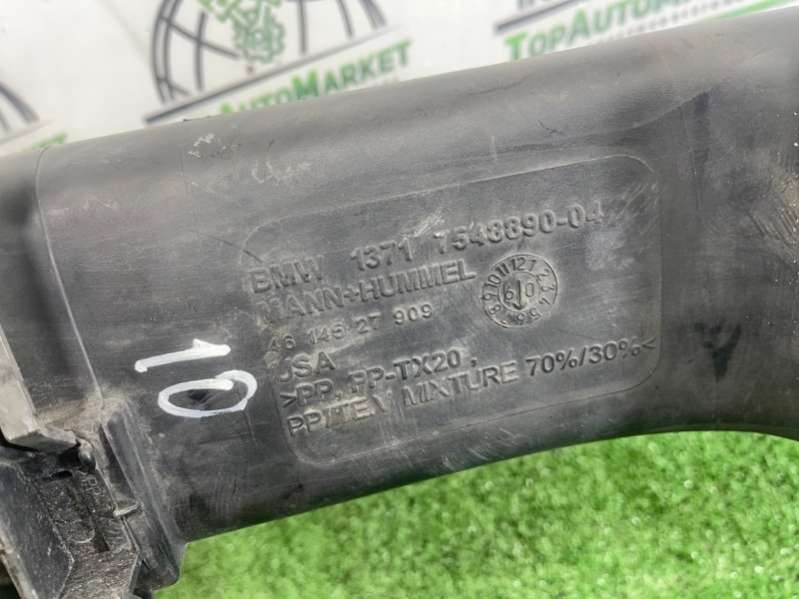 TOPAUTOMARKET
AUTOMARKET
BMW 1371 7548890-04
MANN+HUMMEL
46 145 27 909
USA
>PP, PP-TX20,
PP/TEV MIXTURE 70%/30%<
10